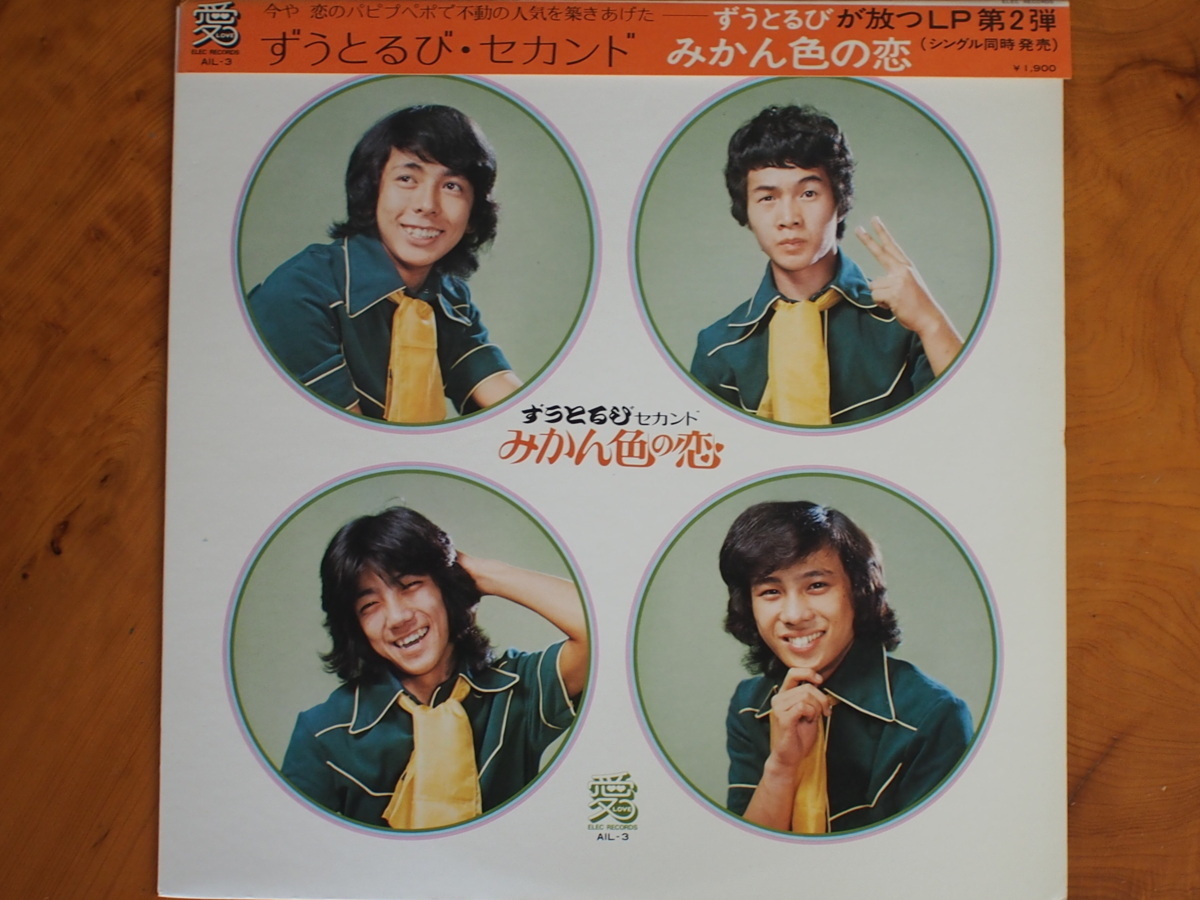 愛
LOVE
ELEC RECORDS
AIL-3
今や 恋のパピプペポで不動の人気を築きあげた——ずうとるびが放つLP第2弾
ずうとるび・セカンド みかん色の恋(シングル同時発売)
¥1,900
ずうとるびセカンド
みかん色の恋
愛
LOVE
ELEC RECORDS
AIL-3